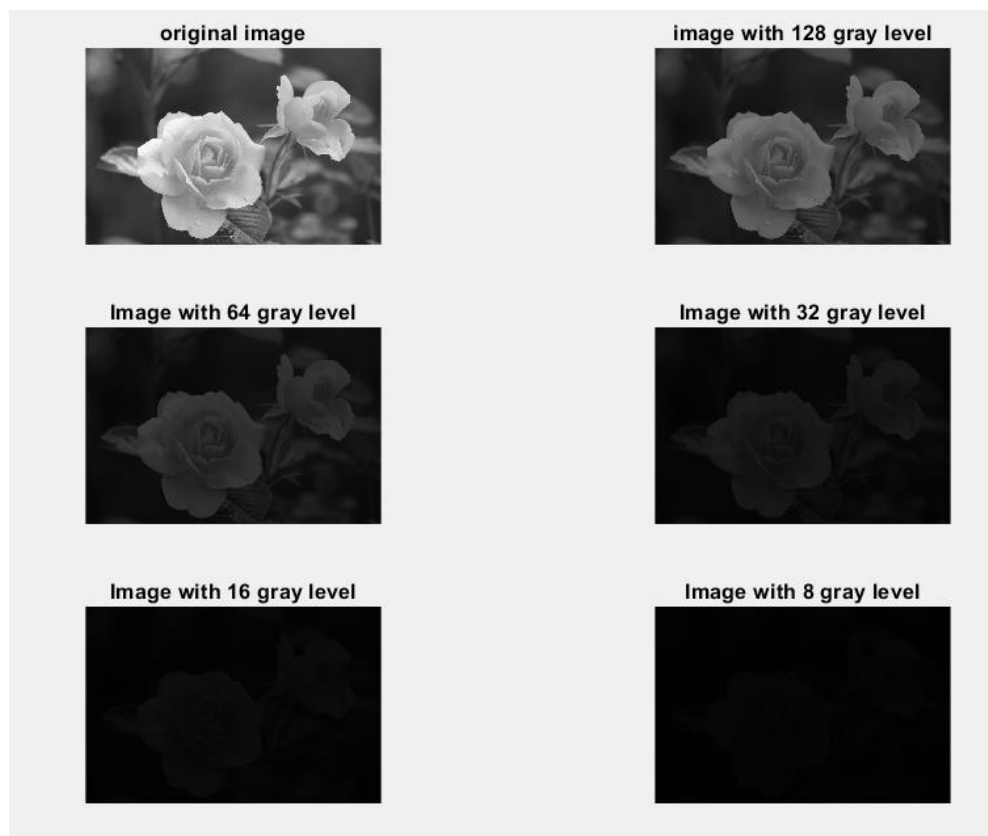 original image
image with 128 gray level
Image with 64 gray level
Image with 32 gray level
Image with 16 gray level
Image with 8 gray level